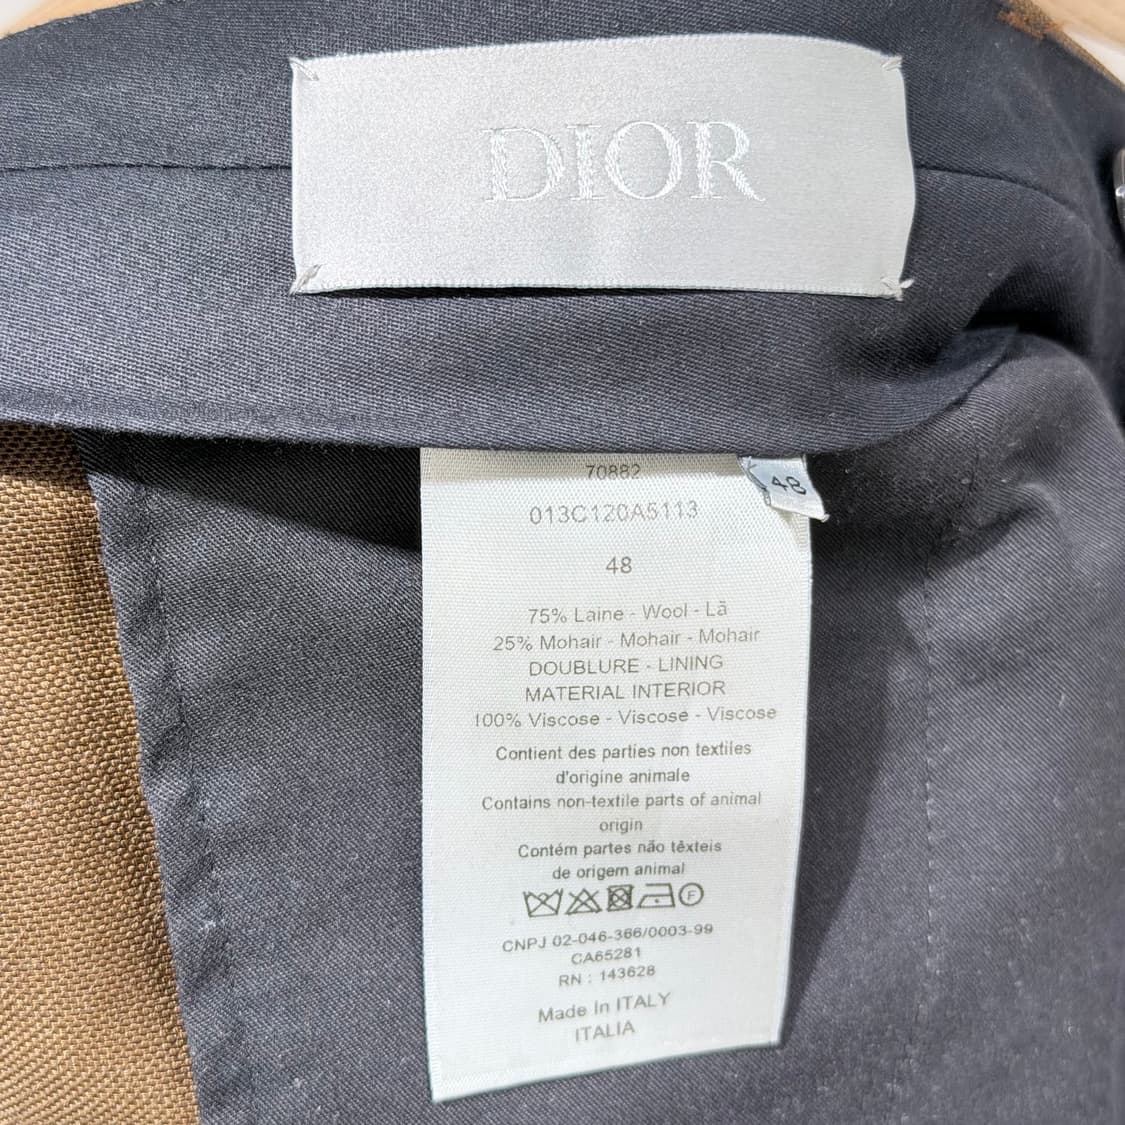 DIOR
70882
48
013C120A5113
48
75% Laine - Wool - Lã
25% Mohair - Mohair - Mohair
DOUBLURE - LINING
MATERIAL INTERIOR
100% Viscose - Viscose - Viscose
Contient des parties non textiles
d'origine animale
Contains non-textile parts of animal
origin
Contém partes não têxteis
de origem animal
F
CNPJ 02-046-366/0003-99
CA65281
RN : 143628
Made In ITALY
ITALIA